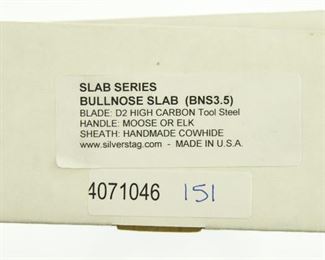 SLAB SERIES
BULLNOSE SLAB (BNS3.5)
BLADE: D2 HIGH CARBON Tool Steel
HANDLE: MOOSE OR ELK
SHEATH: HANDMADE COWHIDE
www.silverstag.com - MADE IN U.S.A.
4071046 151